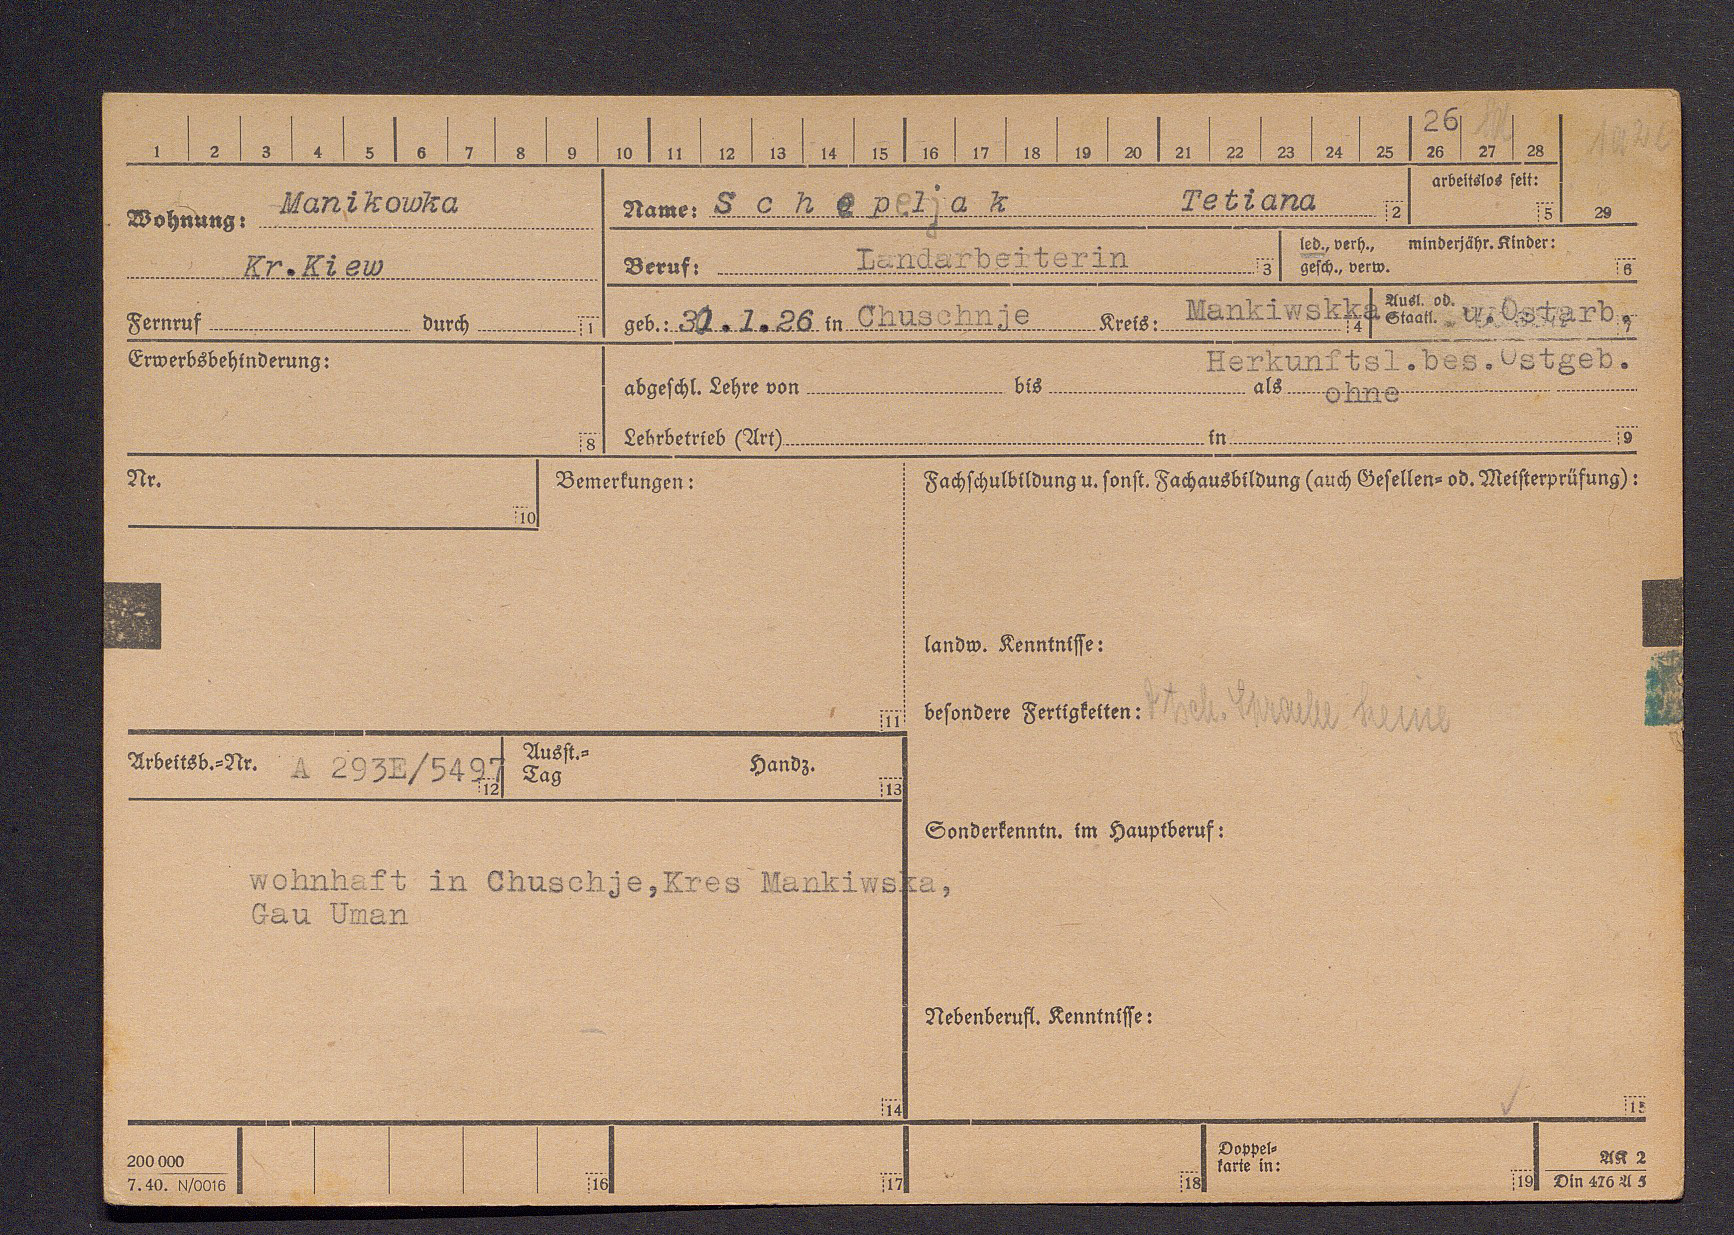 26
1 2 3 4 5 6 7 8 9 10 11 12 13 14 15 16 17 18 19 20 21 22 23 24 25 26 27 28 29
Wohnung: Manikowka
Kr.Kiew
Fernruf durch 1
Name: Schepeljak Tetiana 2
arbeitslos seit: 5
Beruf: Landarbeiterin 3
led., verh., minderjähr. Kinder:
gesch., verw. 6
geb.: 31.1.26 in Chuschnje Kreis: Mankiwskka 4
Ausl. od.
Staatl. u.Ostarb. 7
Erwerbsbehinderung: 8
Herkunftsl.bes.Ostgeb.
abgeschl. Lehre von bis als ohne
Lehrbetrieb (Art) in 9
Nr. 10
Bemerkungen: 11
Fachschulbildung u. sonst. Fachausbildung (auch Gesellen= od. Meisterprüfung):
landw. Kenntnisse:
besondere Fertigkeiten: dtsch. Sprache keine
Arbeitsb.=Nr. A 293E/5497 12
Ausst.=
Tag Handz. 13
Sonderkenntn. im Hauptberuf:
wohnhaft in Chuschje,Kres Mankiwska,
Gau Uman
14
Nebenberufl. Kenntnisse:
15
200 000
7. 40. N/0016
16 17 18
Doppel=
karte in: 19
AK 2
Din 476 A 5